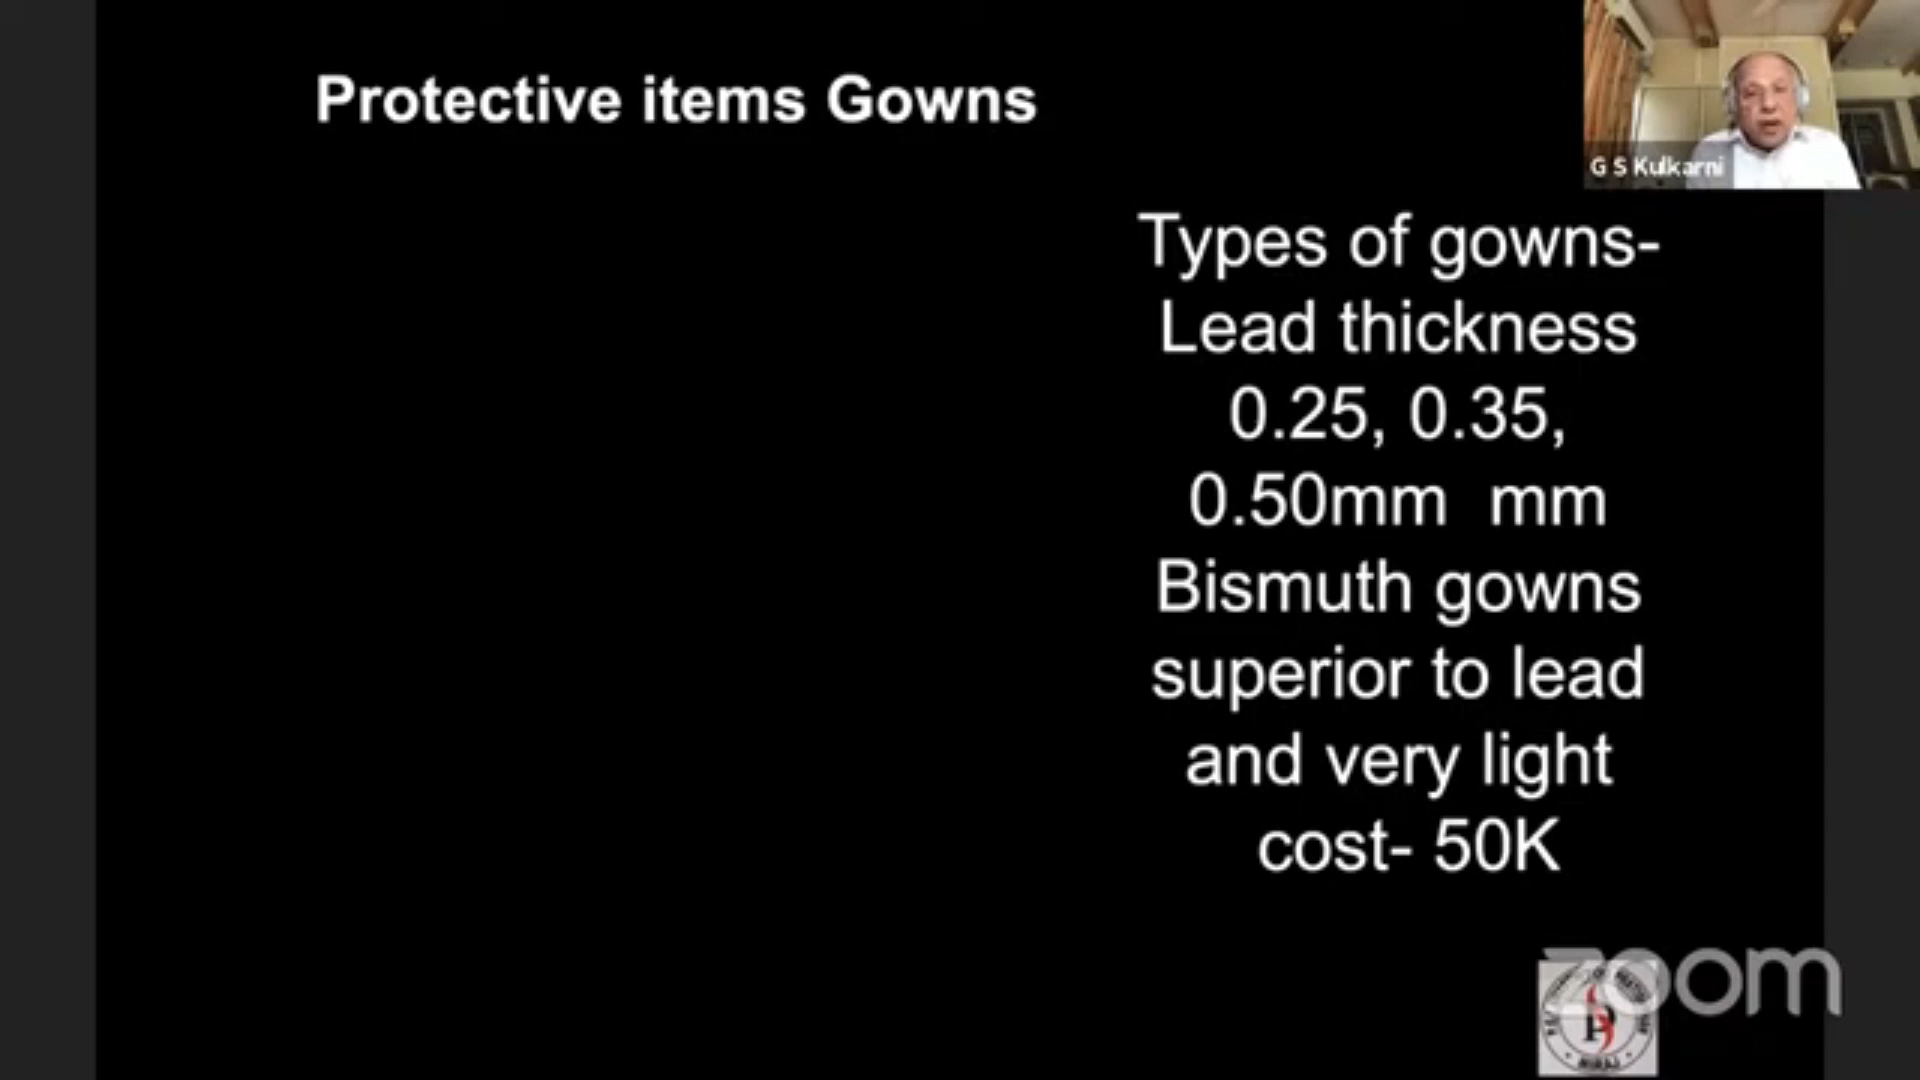 Protective items Gowns
G S Kulkarni
Types of gowns-
Lead thickness
0.25, 0.35,
0.50mm  mm
Bismuth gowns
superior to lead
and very light
cost- 50K
zoom
MIRAJ